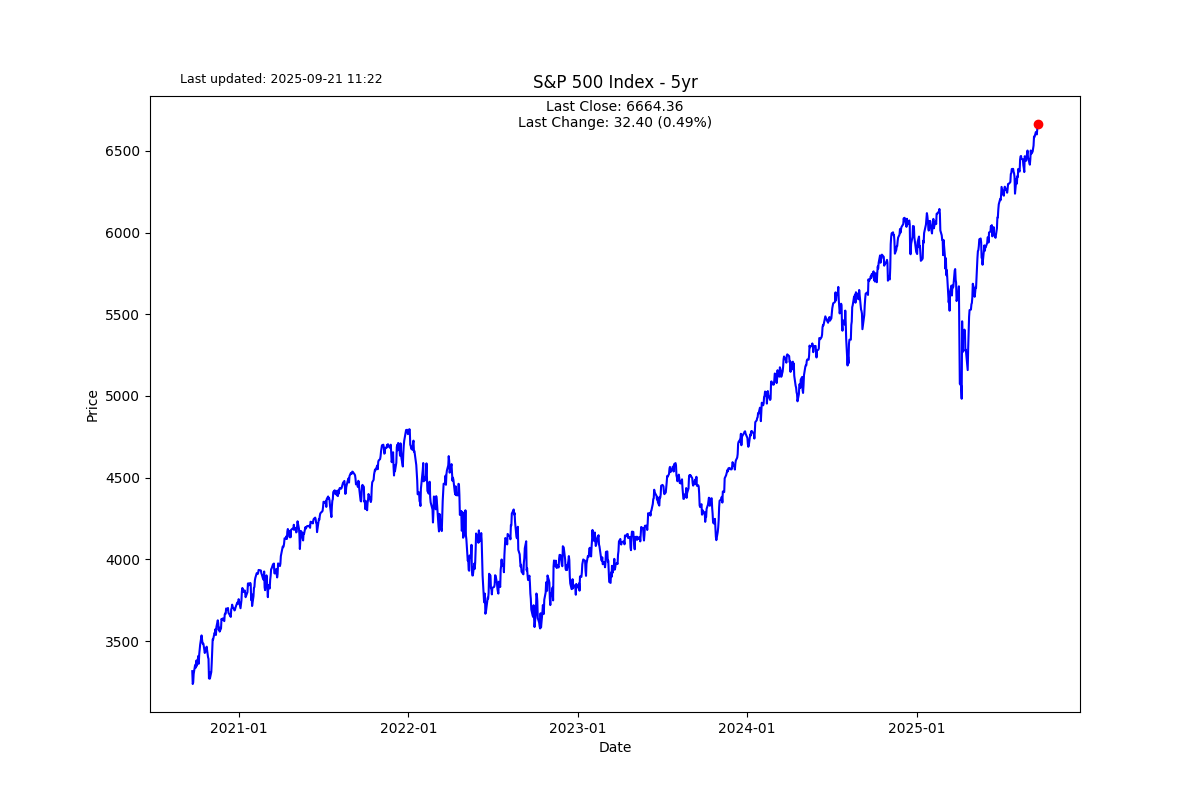 Last updated: 2025-09-21 11:22
S&P 500 Index - 5yr
Last Close: 6664.36
Last Change: 32.40 (0.49%)
6500
6000
5500
5000
4500
4000
3500
Price
2021-01
2022-01
2023-01
2024-01
2025-01
Date